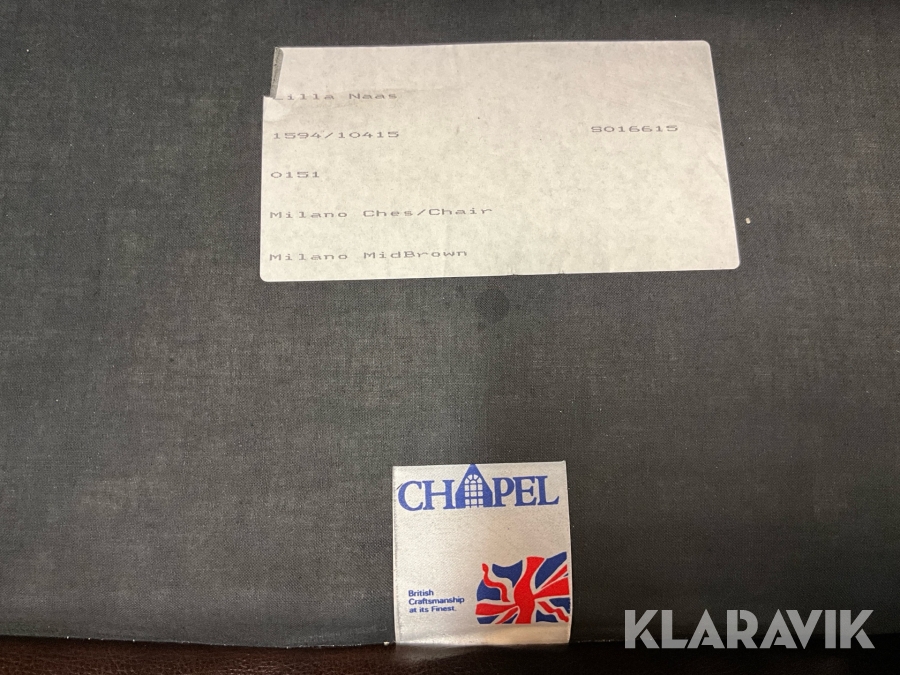 Lilla Naas
1594/10415 S016615
0151
Milano Ches/Chair
Milano MidBrown
CHAPEL
British
Craftsmanship
at its Finest.
KLARAVIK